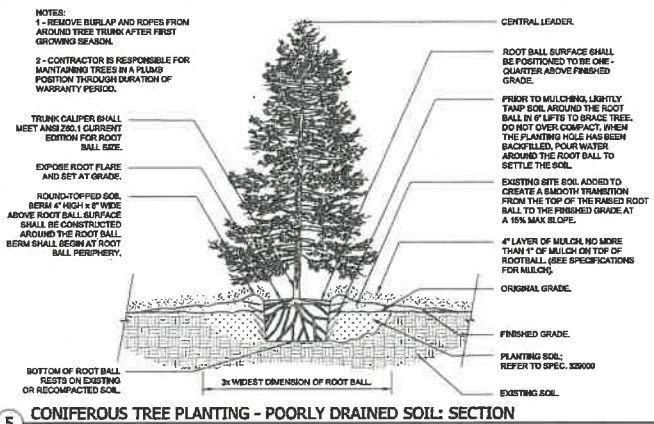 NOTES:
1 - REMOVE BURLAP AND ROPES FROM
AROUND TREE TRUNK AFTER FIRST
GROWING SEASON.
2 - CONTRACTOR IS RESPONSIBLE FOR
MAINTAINING TREES IN A PLUMB
POSITION THROUGH DURATION OF
WARRANTY PERIOD.
TRUNK CALIPER SHALL
MEET ANSI Z60.1 CURRENT
EDITION FOR ROOT
BALL SIZE.
EXPOSE ROOT FLARE
AND SET AT GRADE.
ROUND-TOPPED SOIL
BERM 4" HIGH x 8" WIDE
ABOVE ROOT BALL SURFACE
SHALL BE CONSTRUCTED
AROUND THE ROOT BALL.
BERM SHALL BEGIN AT ROOT
BALL PERIPHERY.
BOTTOM OF ROOT BALL
RESTS ON EXISTING
OR RECOMPACTED SOIL.
CENTRAL LEADER.
ROOT BALL SURFACE SHALL
BE POSITIONED TO BE ONE-
QUARTER ABOVE FINISHED
GRADE.
PRIOR TO MULCHING, LIGHTLY
TAMP SOIL AROUND THE ROOT
BALL IN 6" LIFTS TO BRACE TREE.
DO NOT OVER COMPACT. WHEN
THE PLANTING HOLE HAS BEEN
BACKFILLED, POUR WATER
AROUND THE ROOT BALL TO
SETTLE THE SOIL.
EXISTING SITE SOIL ADDED TO
CREATE A SMOOTH TRANSITION
FROM THE TOP OF THE RAISED ROOT
BALL TO THE FINISHED GRADE AT
A 15% MAX SLOPE.
4" LAYER OF MULCH. NO MORE
THAN 1" OF MULCH ON TOP OF
ROOTBALL. (SEE SPECIFICATIONS
FOR MULCH).
ORIGINAL GRADE.
FINISHED GRADE.
PLANTING SOIL;
REFER TO SPEC. 329000
EXISTING SOIL.
3x WIDEST DIMENSION OF ROOT BALL.
5 CONIFEROUS TREE PLANTING - POORLY DRAINED SOIL: SECTION